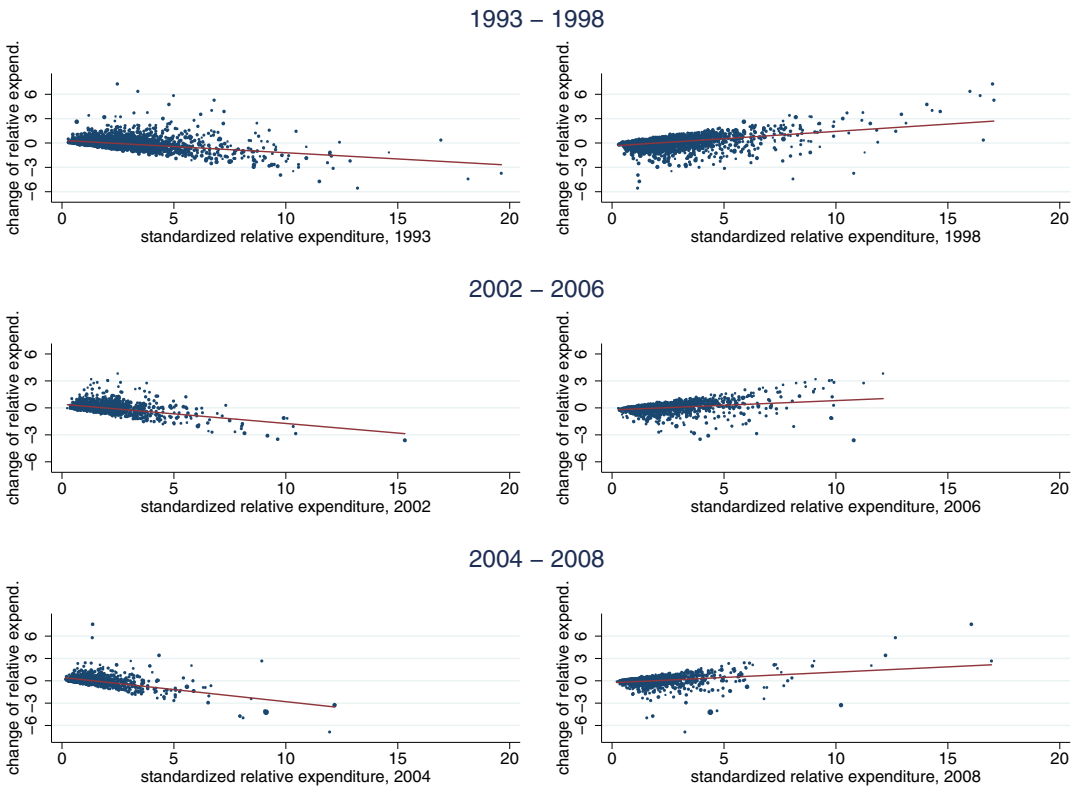 1993 – 1998
change of relative expend.
6
3
0
−3
−6
0 5 10 15 20
standardized relative expenditure, 1993
change of relative expend.
6
3
0
−3
−6
0 5 10 15 20
standardized relative expenditure, 1998
2002 – 2006
change of relative expend.
6
3
0
−3
−6
0 5 10 15 20
standardized relative expenditure, 2002
change of relative expend.
6
3
0
−3
−6
0 5 10 15 20
standardized relative expenditure, 2006
2004 – 2008
change of relative expend.
6
3
0
−3
−6
0 5 10 15 20
standardized relative expenditure, 2004
change of relative expend.
6
3
0
−3
−6
0 5 10 15 20
standardized relative expenditure, 2008